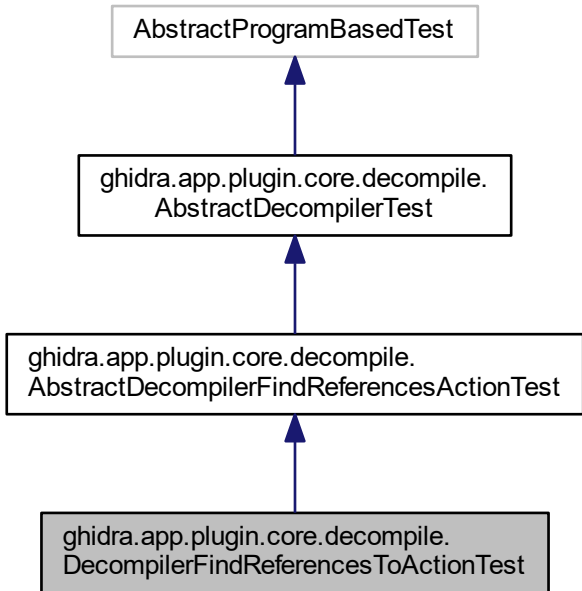 AbstractProgramBasedTest
ghidra.app.plugin.core.decompile.
AbstractDecompilerTest
ghidra.app.plugin.core.decompile.
AbstractDecompilerFindReferencesActionTest
ghidra.app.plugin.core.decompile.
DecompilerFindReferencesToActionTest